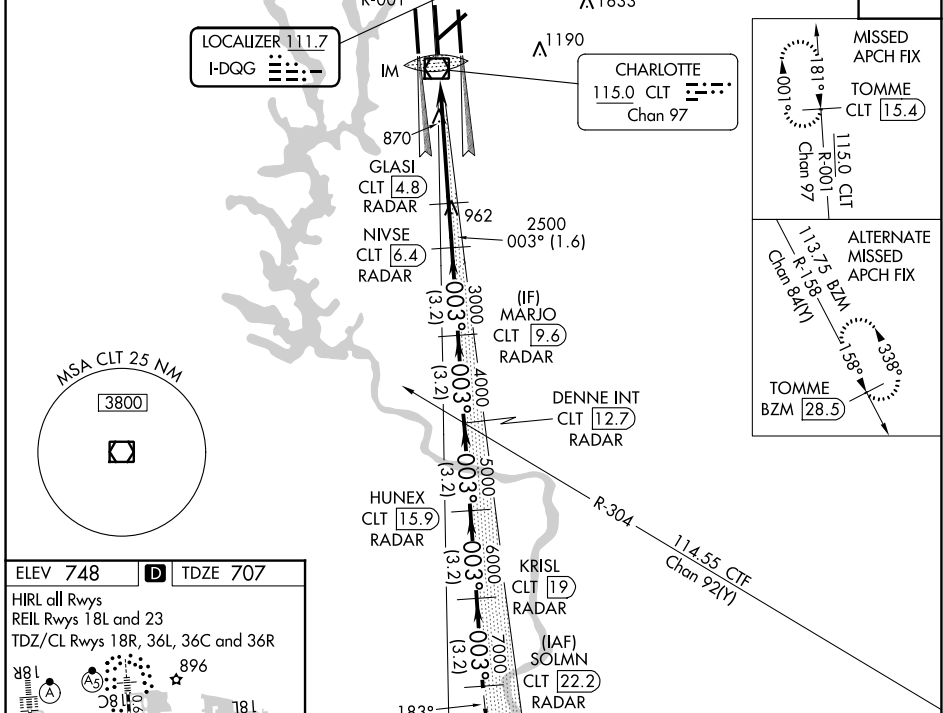 R-001
1833
LOCALIZER 111.7
I-DQG
IM
1190
CHARLOTTE
115.0 CLT
Chan 97
MISSED
APCH FIX
TOMME
CLT 15.4
181°
001°
115.0 CLT
R-001
Chan 97
870
GLASI
CLT 4.8
RADAR
962
2500
003° (1.6)
NIVSE
CLT 6.4
RADAR
ALTERNATE
MISSED
APCH FIX
113.75 BZM
R-158
Chan 84(Y)
158°
338°
TOMME
BZM 28.5
003°
3000
(3.2)
(IF)
MARJO
CLT 9.6
RADAR
003°
4000
(3.2)
DENNE INT
CLT 12.7
RADAR
MSA CLT 25 NM
3800
003°
5000
(3.2)
HUNEX
CLT 15.9
RADAR
R-304
114.55 CTF
Chan 92(Y)
003°
6000
(3.2)
KRISL
CLT 19
RADAR
003°
7000
(3.2)
(IAF)
SOLMN
CLT 22.2
RADAR
183°
ELEV 748 D TDZE 707
HIRL all Rwys
REIL Rwys 18L and 23
TDZ/CL Rwys 18R, 36L, 36C and 36R
18R
A
A5
18C
896
18L